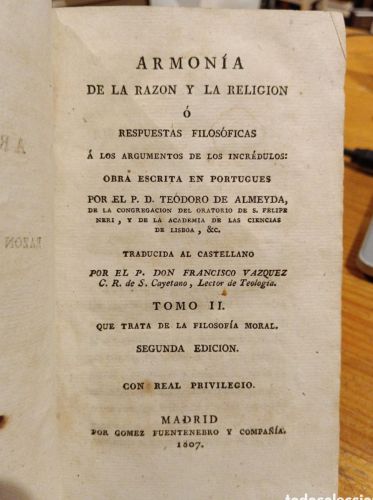 ARMONÍA
DE LA RAZON Y LA RELIGION
Ó
RESPUESTAS FILOSÓFICAS
Á LOS ARGUMENTOS DE LOS INCRÉDULOS:
OBRA ESCRITA EN PORTUGUES
POR EL P. D. TEÓDORO DE ALMEYDA,
DE LA CONGREGACION DEL ORATORIO DE S. FELIPE
NERI, Y DE LA ACADEMIA DE LAS CIENCIAS
DE LISBOA, &c.
TRADUCIDA AL CASTELLANO
POR EL P. DON FRANCISCO VAZQUEZ
C. R. de S. Cayetano, Lector de Teología.
TOMO II.
QUE TRATA DE LA FILOSOFÍA MORAL.
SEGUNDA EDICION.
CON REAL PRIVILEGIO.
MADRID
POR GOMEZ FUENTENEBRO Y COMPAÑÍA.
1807.
todocoleccion